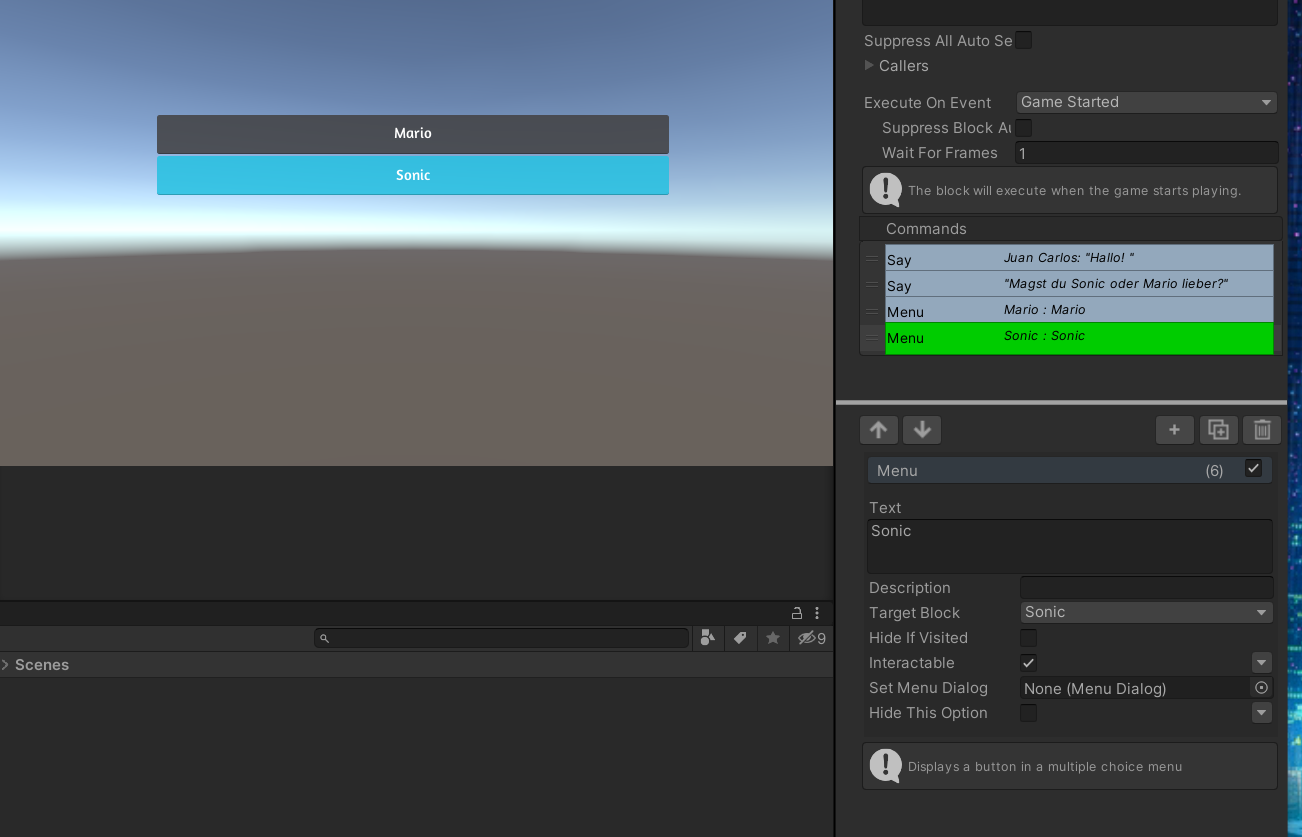 Mario
Sonic
Scenes
9
Suppress All Auto Se
Callers
Execute On Event Game Started
Suppress Block Au
Wait For Frames 1
The block will execute when the game starts playing.
Commands
Say Juan Carlos: "Hallo! "
Say "Magst du Sonic oder Mario lieber?"
Menu Mario : Mario
Menu Sonic : Sonic
+
Menu (6)
Text
Sonic
Description
Target Block Sonic
Hide If Visited
Interactable
Set Menu Dialog None (Menu Dialog)
Hide This Option
Displays a button in a multiple choice menu